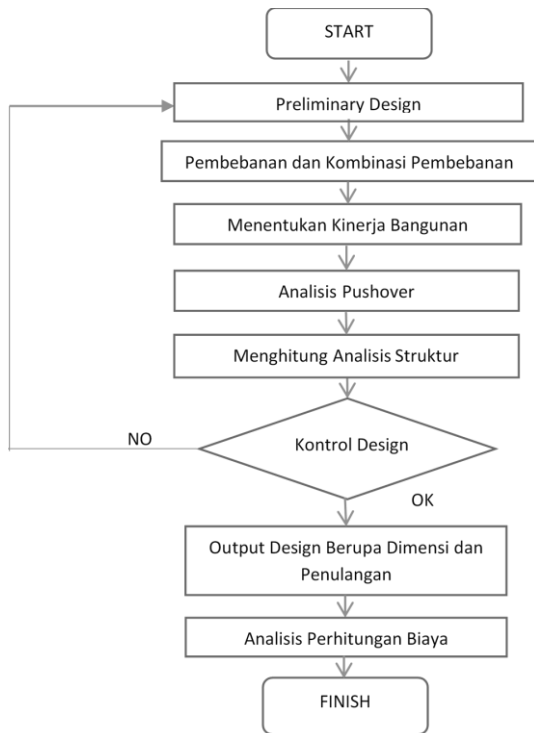 START
Preliminary Design
Pembebanan dan Kombinasi Pembebanan
Menentukan Kinerja Bangunan
Analisis Pushover
Menghitung Analisis Struktur
NO
Kontrol Design
OK
Output Design Berupa Dimensi dan
Penulangan
Analisis Perhitungan Biaya
FINISH